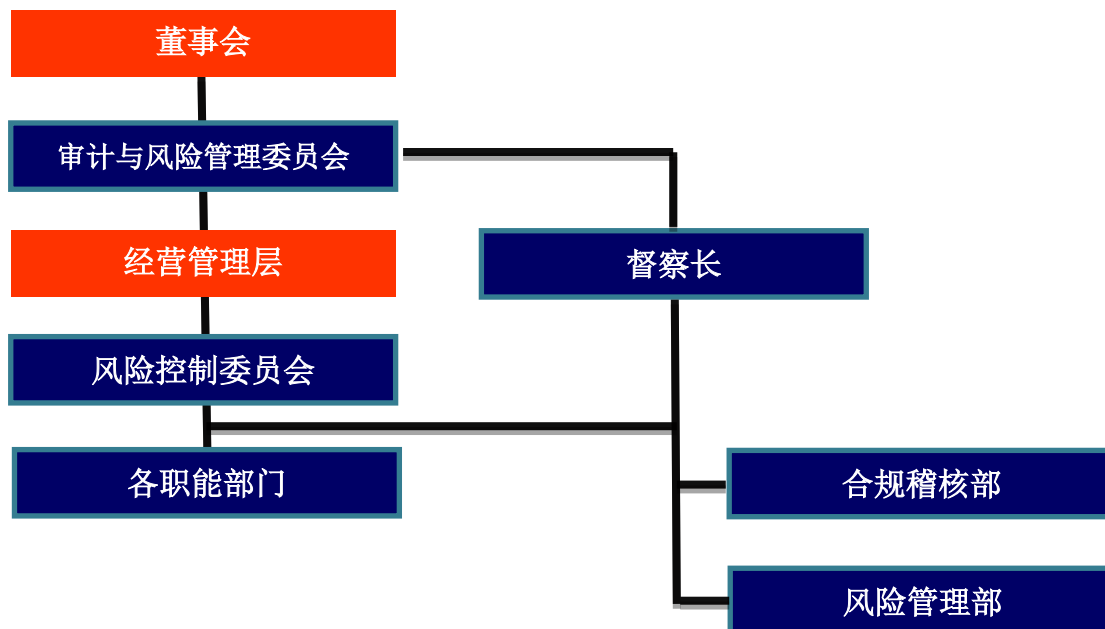 董事会
审计与风险管理委员会
经营管理层
督察长
风险控制委员会
各职能部门
合规稽核部
风险管理部